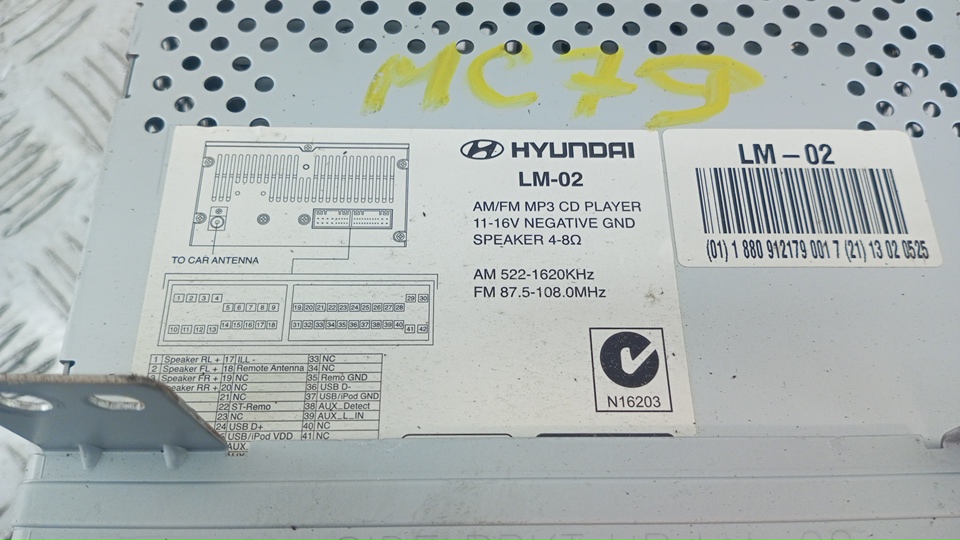 MC79
HYUNDAI
LM-02
AM/FM MP3 CD PLAYER
11-16V NEGATIVE GND
SPEAKER 4-8Ω
AM 522-1620KHz
FM 87.5-108.0MHz
N16203
LM-02
(01) 1 880 912179 001 7 (21) 13 02 0525
TO CAR ANTENNA
1 2 3 4
5 6 7 8 9
10 11 12 13
14 15 16 17 18
29 30
19 20 21 22 23 24 25 26 27 28
31 32 33 34 35 36 37 38 39 40
41 42
1 Speaker RL + 17 ILL - 33 NC
2 Speaker FL + 18 Remote Antenna 34 NC
Speaker FR + 19 NC 35 Remo GND
Speaker RR + 20 NC 36 USB D-
21 NC 37 USB/iPod GND
22 ST-Remo 38 AUX_Detect
23 NC 39 AUX_L_IN
24 USB D+ 40 NC
USB/iPod VDD 41 NC
AUX